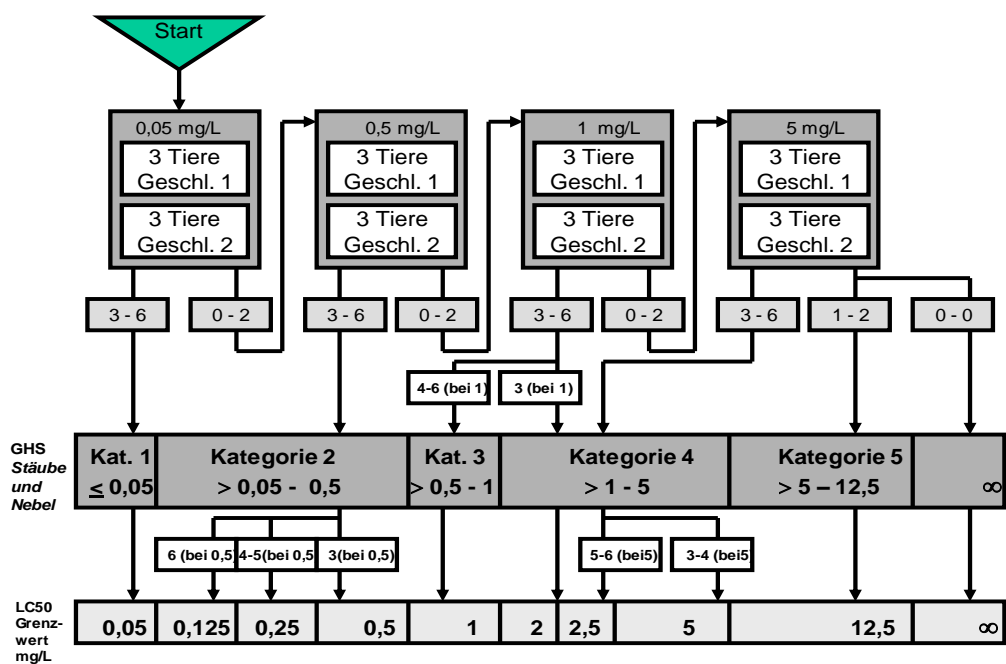 Start
0,05 mg/L
0,5 mg/L
1 mg/L
5 mg/L
3 Tiere
Geschl. 1
3 Tiere
Geschl. 1
3 Tiere
Geschl. 1
3 Tiere
Geschl. 1
3 Tiere
Geschl. 2
3 Tiere
Geschl. 2
3 Tiere
Geschl. 2
3 Tiere
Geschl. 2
3 - 6
0 - 2
3 - 6
0 - 2
3 - 6
0 - 2
3 - 6
1 - 2
0 - 0
4-6 (bei 1)
3 (bei 1)
GHS
Stäube
und
Nebel
Kat. 1
≤ 0,05
Kategorie 2
> 0,05 - 0,5
Kat. 3
> 0,5 - 1
Kategorie 4
> 1 - 5
Kategorie 5
> 5 – 12,5
∞
6 (bei 0,5)
4-5(bei 0,5
3(bei 0,5)
5-6 (bei5)
3-4 (bei5)
LC50
Grenz-
wert
mg/L
0,05
0,125
0,25
0,5
1
2
2,5
5
12,5
∞